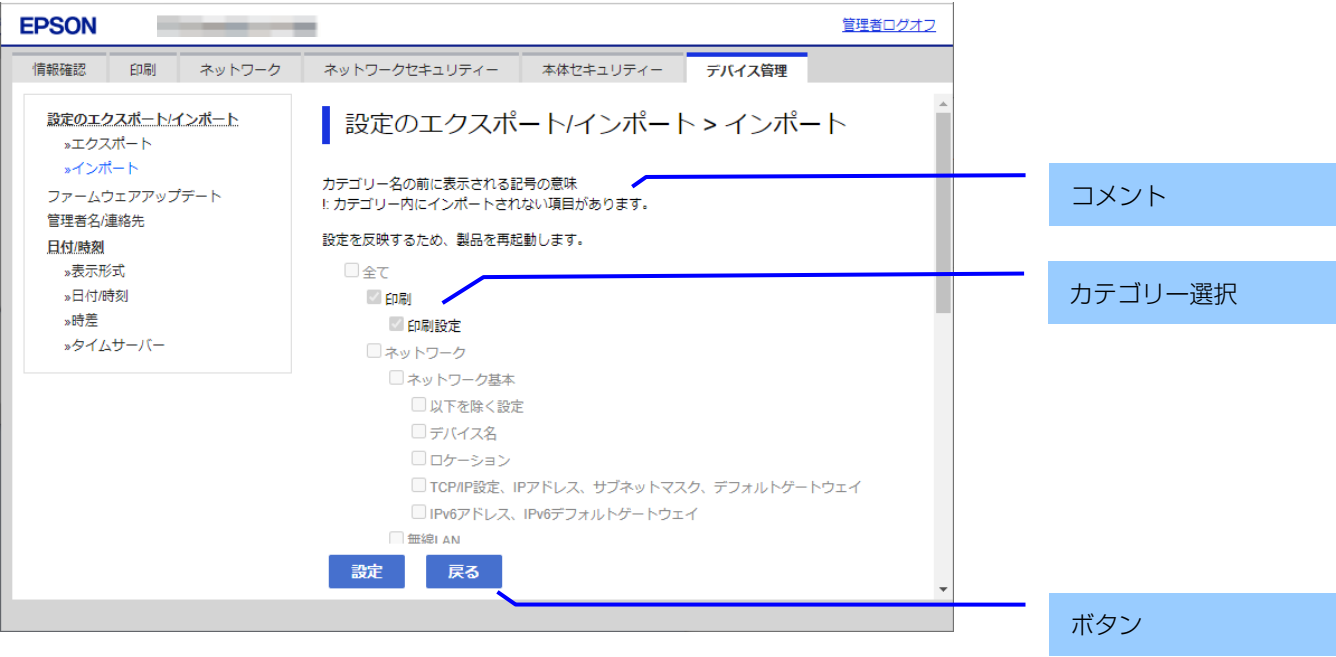 EPSON
管理者ログオフ
情報確認 印刷 ネットワーク ネットワークセキュリティー 本体セキュリティー デバイス管理
設定のエクスポート/インポート
»エクスポート
»インポート
ファームウェアアップデート
管理者名/連絡先
日付/時刻
»表示形式
»日付/時刻
»時差
»タイムサーバー
設定のエクスポート/インポート > インポート
カテゴリー名の前に表示される記号の意味
!: カテゴリー内にインポートされない項目があります。
設定を反映するため、製品を再起動します。
全て
印刷
印刷設定
ネットワーク
ネットワーク基本
以下を除く設定
デバイス名
ロケーション
TCP/IP設定、IPアドレス、サブネットマスク、デフォルトゲートウェイ
IPv6アドレス、IPv6デフォルトゲートウェイ
無線LAN
設定 戻る
コメント
カテゴリー選択
ボタン